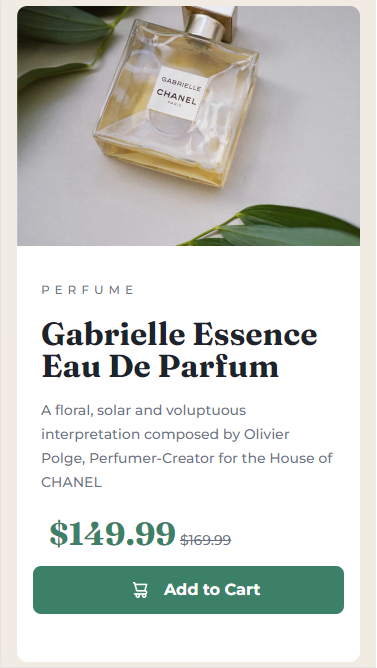 GABRIELLE
CHANEL
PARIS
PERFUME
Gabrielle Essence
Eau De Parfum
A floral, solar and voluptuous
interpretation composed by Olivier
Polge, Perfumer-Creator for the House of
CHANEL
$149.99 $169.99
Add to Cart